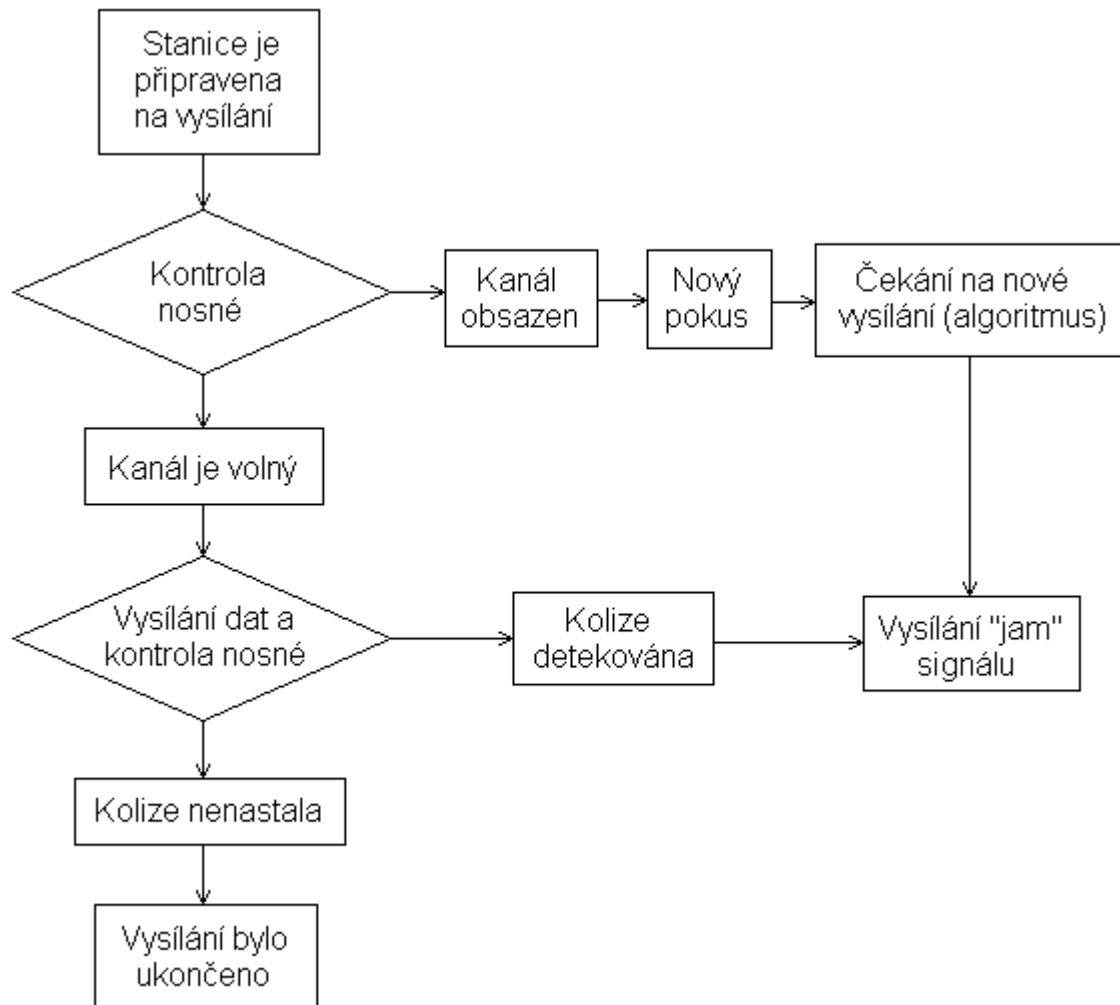 Stanice je
připravena
na vysílání
Kontrola
nosné
Kanál
obsazen
Nový
pokus
Čekání na nové
vysílání (algoritmus)
Kanál je volný
Vysílání dat a
kontrola nosné
Kolize
detekována
Vysílání "jam"
signálu
Kolize nenastala
Vysílání bylo
ukončeno